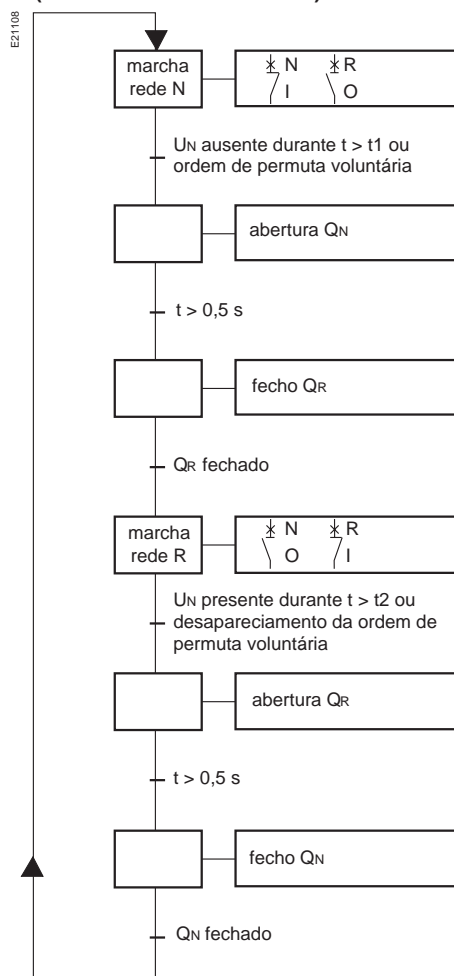 E21108
marcha
rede N
N R
I O
UN ausente durante t > t1 ou
ordem de permuta voluntária
abertura QN
t > 0,5 s
fecho QR
QR fechado
marcha
rede R
N R
O I
UN presente durante t > t2 ou
desapareciamento da ordem de
permuta voluntária
abertura QR
t > 0,5 s
fecho QN
QN fechado